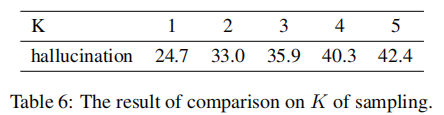 K 1 2 3 4 5
hallucination 24.7 33.0 35.9 40.3 42.4
Table 6: The result of comparison on K of sampling.